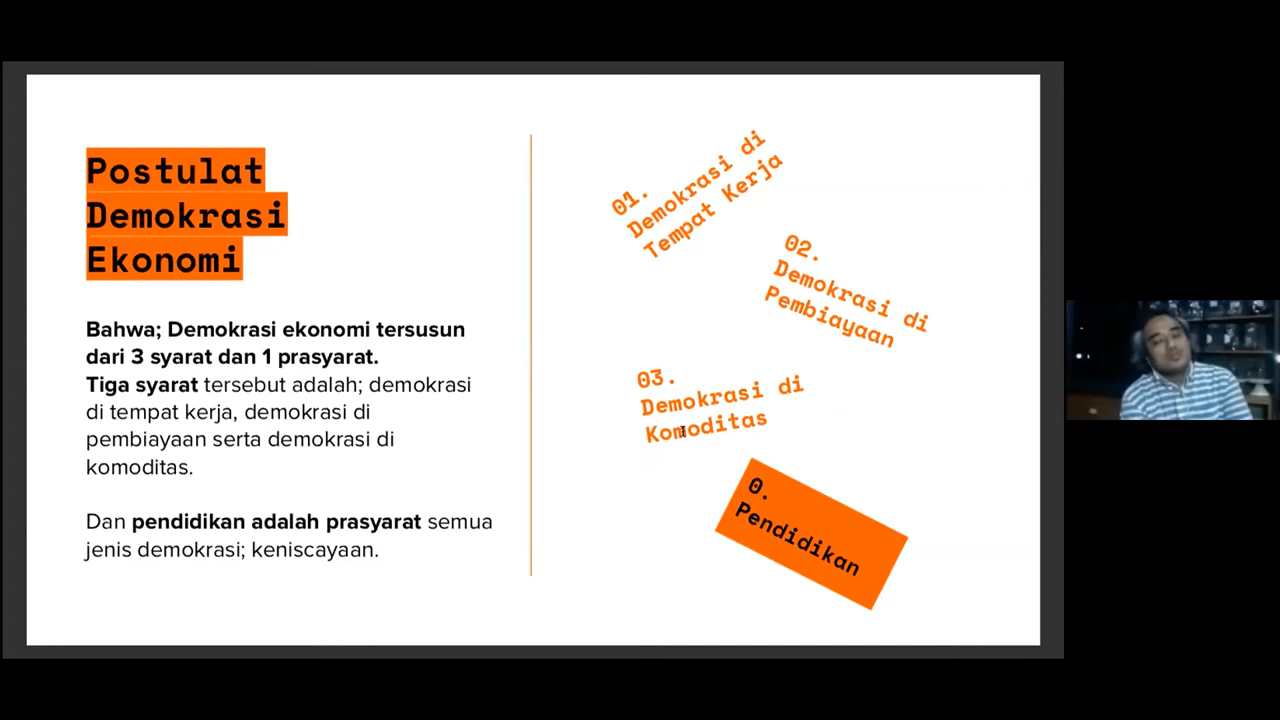 Postulat
Demokrasi
Ekonomi
Bahwa; Demokrasi ekonomi tersusun
dari 3 syarat dan 1 prasyarat.
Tiga syarat tersebut adalah; demokrasi
di tempat kerja, demokrasi di
pembiayaan serta demokrasi di
komoditas.
Dan pendidikan adalah prasyarat semua
jenis demokrasi; keniscayaan.
01.
Demokrasi di
Tempat Kerja
02.
Demokrasi di
Pembiayaan
03.
Demokrasi di
Komoditas
0.
Pendidikan